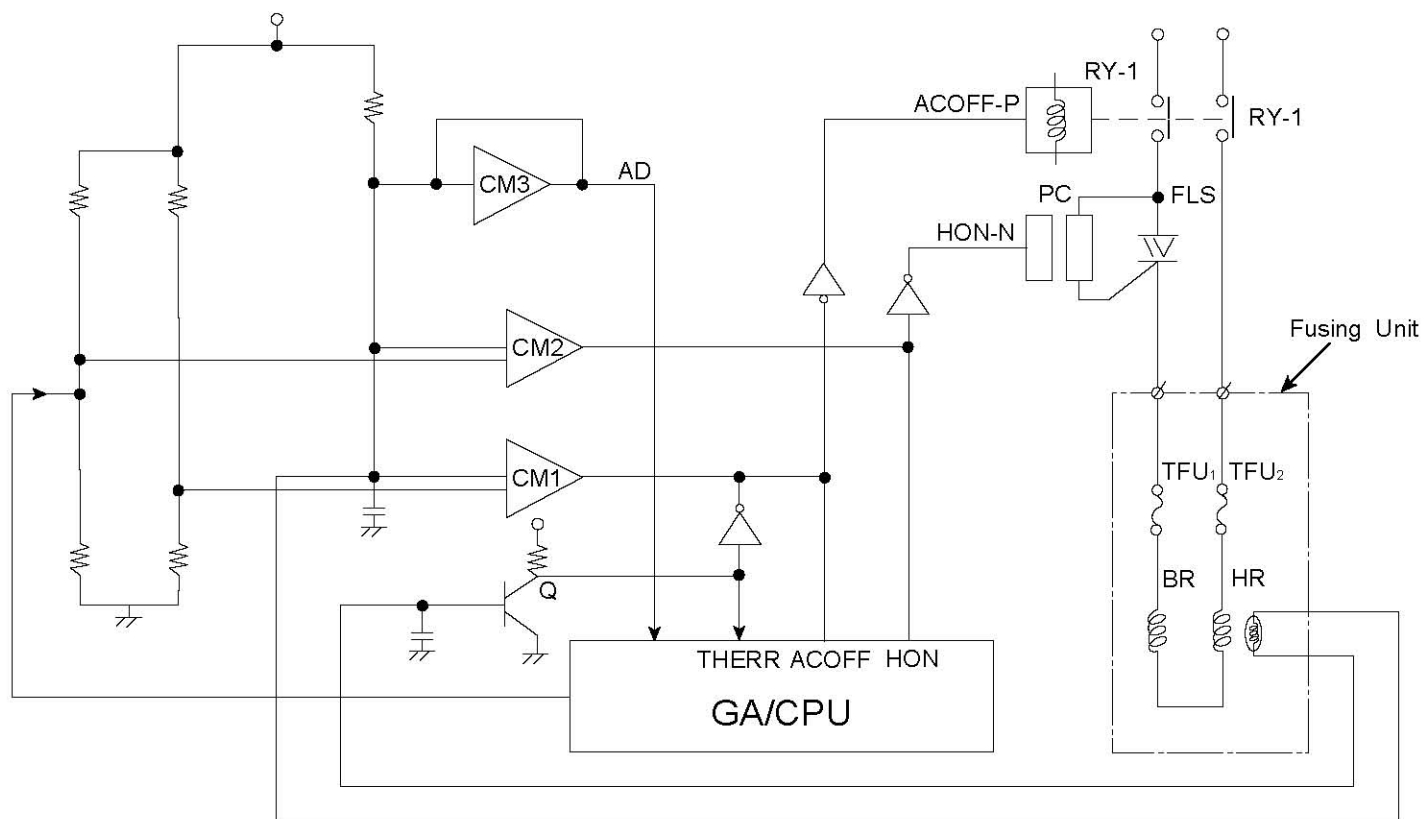 RY-1
ACOFF-P
RY-1
CM3
AD
PC
FLS
HON-N
Fusing Unit
CM2
CM1
TFU1
TFU2
Q
BR
HR
THERR ACOFF HON
GA/CPU